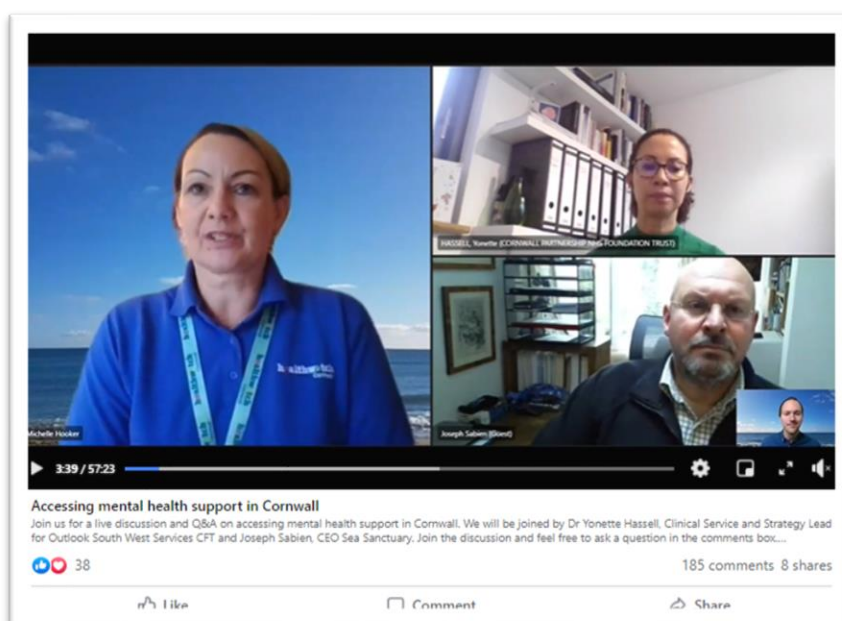 healthwatch
HASSELL, Yonette (CORNWALL PARTNERSHIP NHS FOUNDATION TRUST)
Michelle Hooker
Joseph Sabien (Guest)
3:39 / 57:23
Accessing mental health support in Cornwall
Join us for a live discussion and Q&A on accessing mental health support in Cornwall. We will be joined by Dr Yonette Hassell, Clinical Service and Strategy Lead
for Outlook South West Services CFT and Joseph Sabien, CEO Sea Sanctuary. Join the discussion and feel free to ask a question in the comments box....
38
185 comments 8 shares
Like
Comment
Share